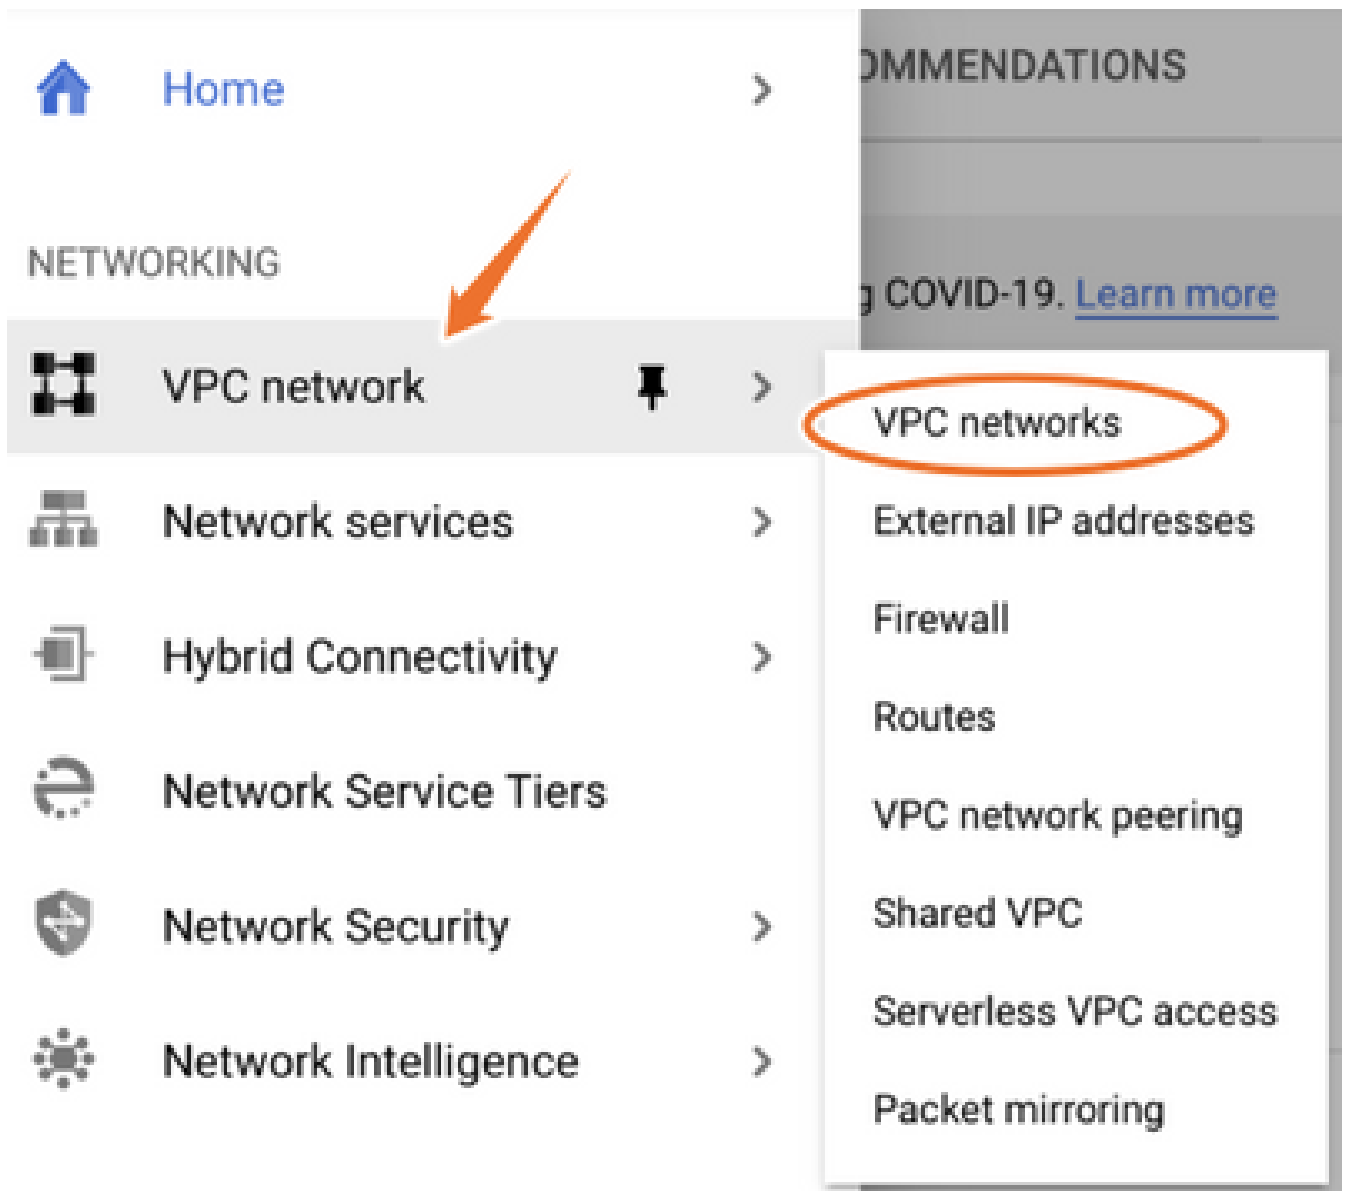 Home
OMMENDATIONS
NETWORKING
COVID-19. Learn more
VPC network
VPC networks
External IP addresses
Firewall
Routes
VPC network peering
Shared VPC
Serverless VPC access
Packet mirroring
Network services
Hybrid Connectivity
Network Service Tiers
Network Security
Network Intelligence